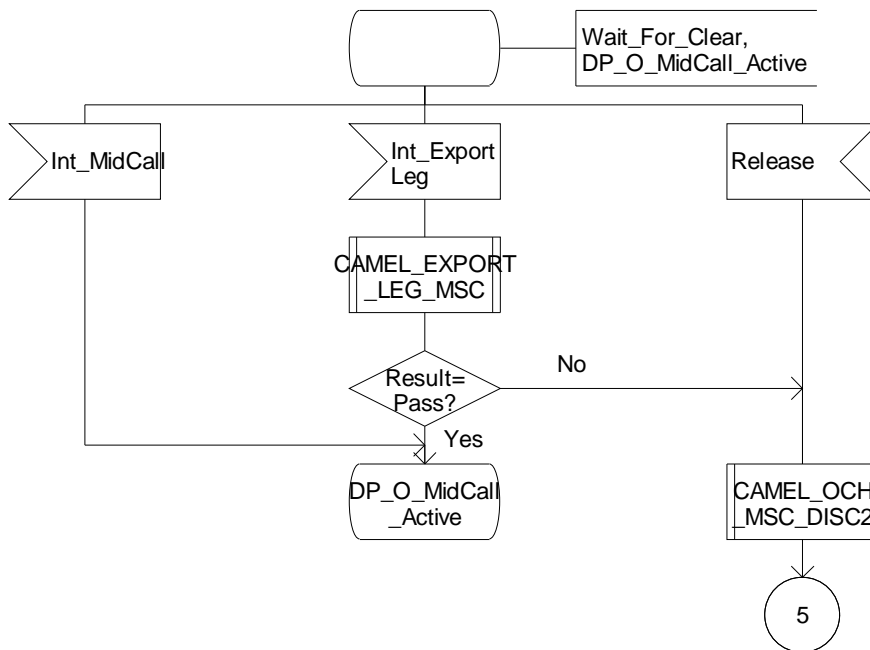 Wait_For_Clear,
DP_O_MidCall_Active
Int_MidCall
Int_Export
Leg
Release
CAMEL_EXPORT
_LEG_MSC
Result=
Pass?
No
Yes
DP_O_MidCall
_Active
CAMEL_OCH
_MSC_DISC2
5